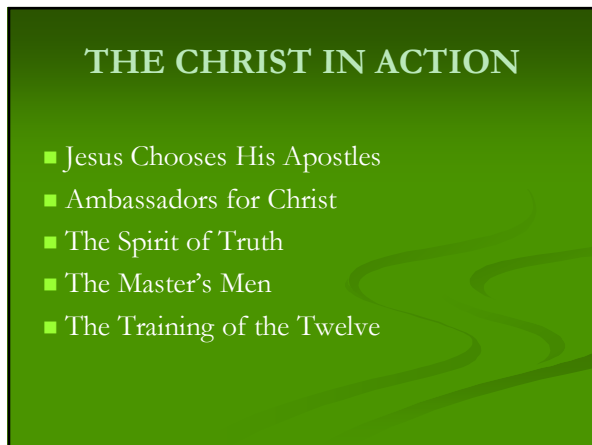 THE CHRIST IN ACTION
Jesus Chooses His Apostles
Ambassadors for Christ
The Spirit of Truth
The Master’s Men
The Training of the Twelve